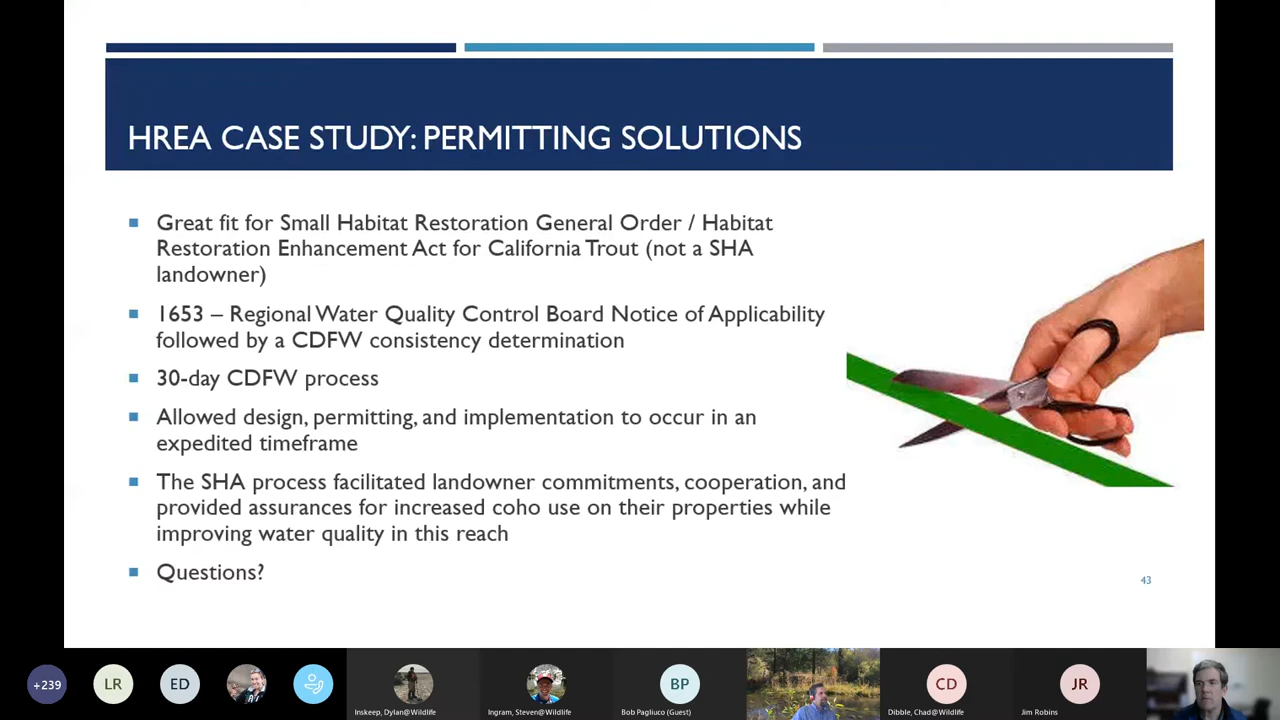 HREA CASE STUDY: PERMITTING SOLUTIONS
Great fit for Small Habitat Restoration General Order / Habitat
Restoration Enhancement Act for California Trout (not a SHA
landowner)
1653 – Regional Water Quality Control Board Notice of Applicability
followed by a CDFW consistency determination
30-day CDFW process
Allowed design, permitting, and implementation to occur in an
expedited timeframe
The SHA process facilitated landowner commitments, cooperation, and
provided assurances for increased coho use on their properties while
improving water quality in this reach
Questions?
43
+239
LR
ED
BP
CD
JR
Inskeep, Dylan@Wildlife
Ingram, Steven@Wildlife
Bob Pagliuco (Guest)
Dibble, Chad@Wildlife
Jim Robins